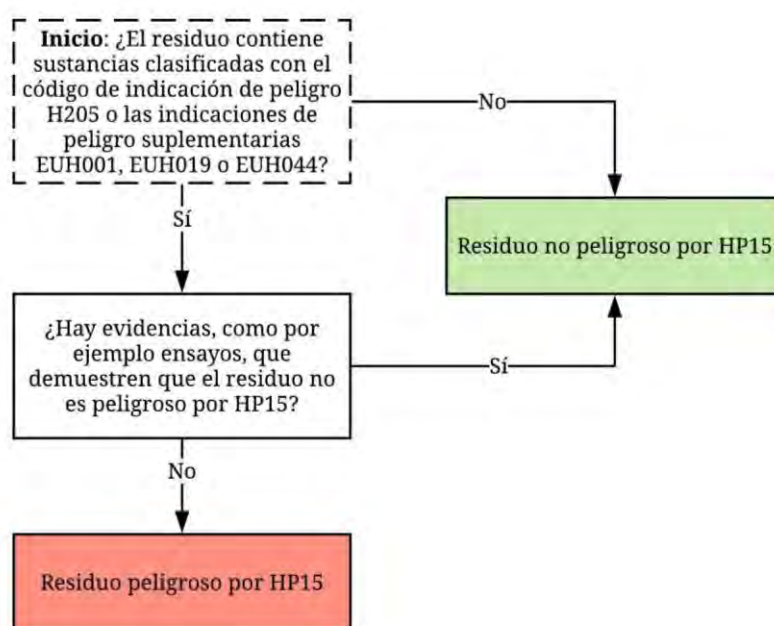 Inicio: ¿El residuo contiene
sustancias clasificadas con el
código de indicación de peligro
H205 o las indicaciones de
peligro suplementarias
EUH001, EUH019 o EUH044?
No
Sí
Residuo no peligroso por HP15
¿Hay evidencias, como por
ejemplo ensayos, que
demuestren que el residuo no
es peligroso por HP15?
Sí
No
Residuo peligroso por HP15